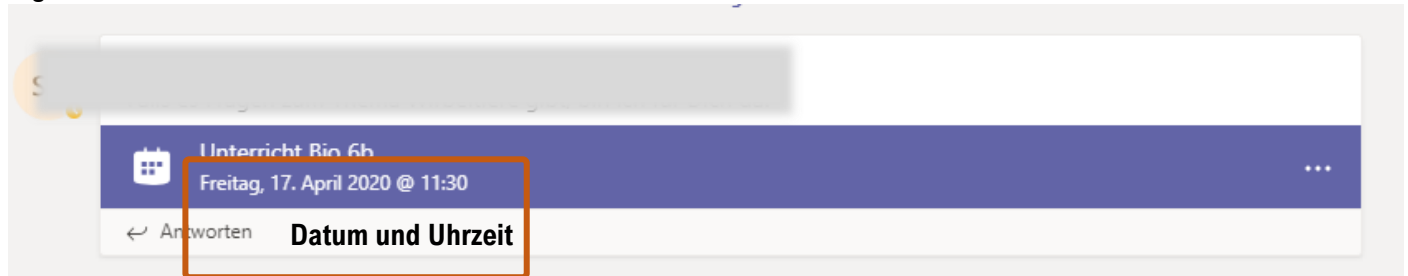 Unterricht Bio 6b
Freitag, 17. April 2020 @ 11:30
Antworten
Datum und Uhrzeit